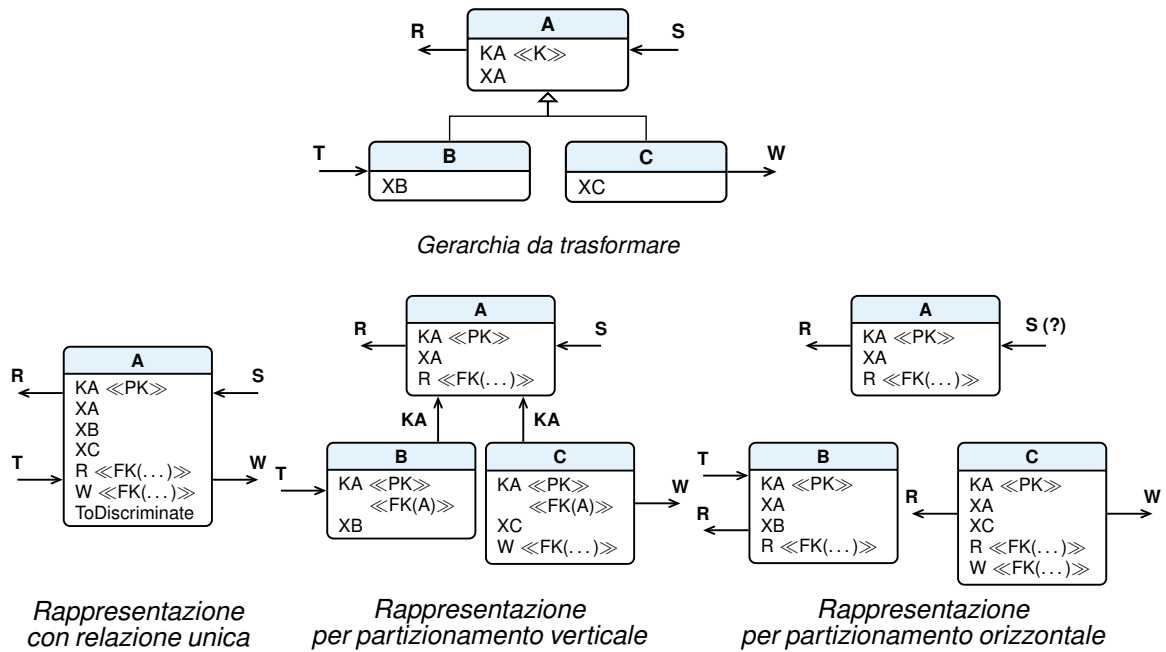 A
R
S
KA ≪K≫
XA
T
B
XB
C
W
XC
Gerarchia da trasformare
A
R
S
KA ≪PK≫
XA
XB
XC
T
W
R ≪FK(...)≫
W ≪FK(...)≫
ToDiscriminate
Rappresentazione
con relazione unica
A
R
S
KA ≪PK≫
XA
R ≪FK(...)≫
KA
KA
T
B
KA ≪PK≫
≪FK(A)≫
XB
C
W
KA ≪PK≫
≪FK(A)≫
XC
W ≪FK(...)≫
Rappresentazione
per partizionamento verticale
A
R
S (?)
KA ≪PK≫
XA
R ≪FK(...)≫
T
B
KA ≪PK≫
XA
XB
R
R ≪FK(...)≫
C
KA ≪PK≫
R
W
XA
XC
R ≪FK(...)≫
W ≪FK(...)≫
Rappresentazione
per partizionamento orizzontale